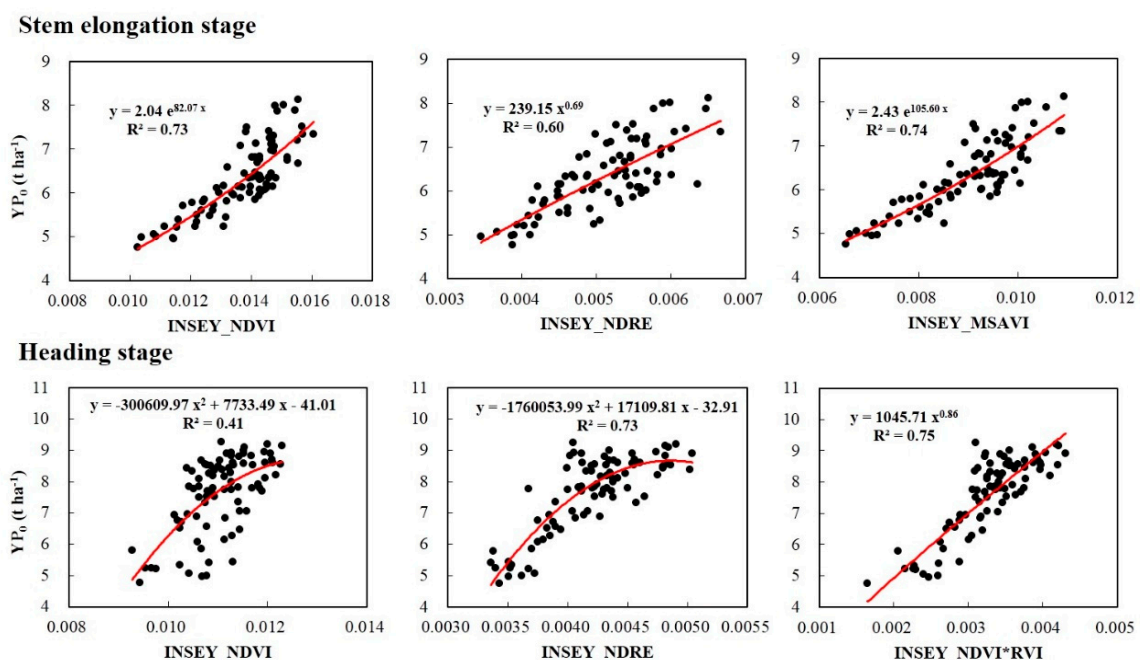 Stem elongation stage
9
8
7
6
5
4
YP₀ (t ha⁻¹)
y = 2.04 e^82.07 x
R² = 0.73
0.008 0.010 0.012 0.014 0.016 0.018
INSEY_NDVI
9
8
7
6
5
4
y = 239.15 x^0.69
R² = 0.60
0.003 0.004 0.005 0.006 0.007
INSEY_NDRE
9
8
7
6
5
4
y = 2.43 e^105.60 x
R² = 0.74
0.006 0.008 0.010 0.012
INSEY_MSAVI
Heading stage
11
10
9
8
7
6
5
4
YP₀ (t ha⁻¹)
y = -300609.97 x² + 7733.49 x - 41.01
R² = 0.41
0.008 0.010 0.012 0.014
INSEY_NDVI
11
10
9
8
7
6
5
4
y = -1760053.99 x² + 17109.81 x - 32.91
R² = 0.73
0.0030 0.0035 0.0040 0.0045 0.0050 0.0055
INSEY_NDRE
11
10
9
8
7
6
5
4
y = 1045.71 x^0.86
R² = 0.75
0.001 0.002 0.003 0.004 0.005
INSEY_NDVI*RVI